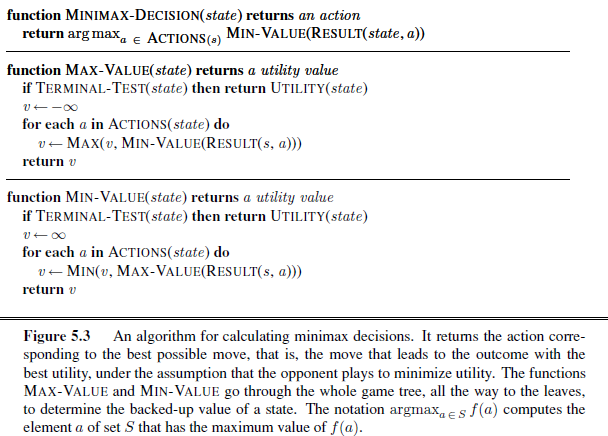 function MINIMAX-DECISION(state) returns an action
return arg max a ∈ ACTIONS(s) MIN-VALUE(RESULT(state, a))
function MAX-VALUE(state) returns a utility value
if TERMINAL-TEST(state) then return UTILITY(state)
v ← −∞
for each a in ACTIONS(state) do
v ← MAX(v, MIN-VALUE(RESULT(s, a)))
return v
function MIN-VALUE(state) returns a utility value
if TERMINAL-TEST(state) then return UTILITY(state)
v ← ∞
for each a in ACTIONS(state) do
v ← MIN(v, MAX-VALUE(RESULT(s, a)))
return v
Figure 5.3 An algorithm for calculating minimax decisions. It returns the action corre-
sponding to the best possible move, that is, the move that leads to the outcome with the
best utility, under the assumption that the opponent plays to minimize utility. The functions
MAX-VALUE and MIN-VALUE go through the whole game tree, all the way to the leaves,
to determine the backed-up value of a state. The notation argmax a ∈ S f(a) computes the
element a of set S that has the maximum value of f(a).